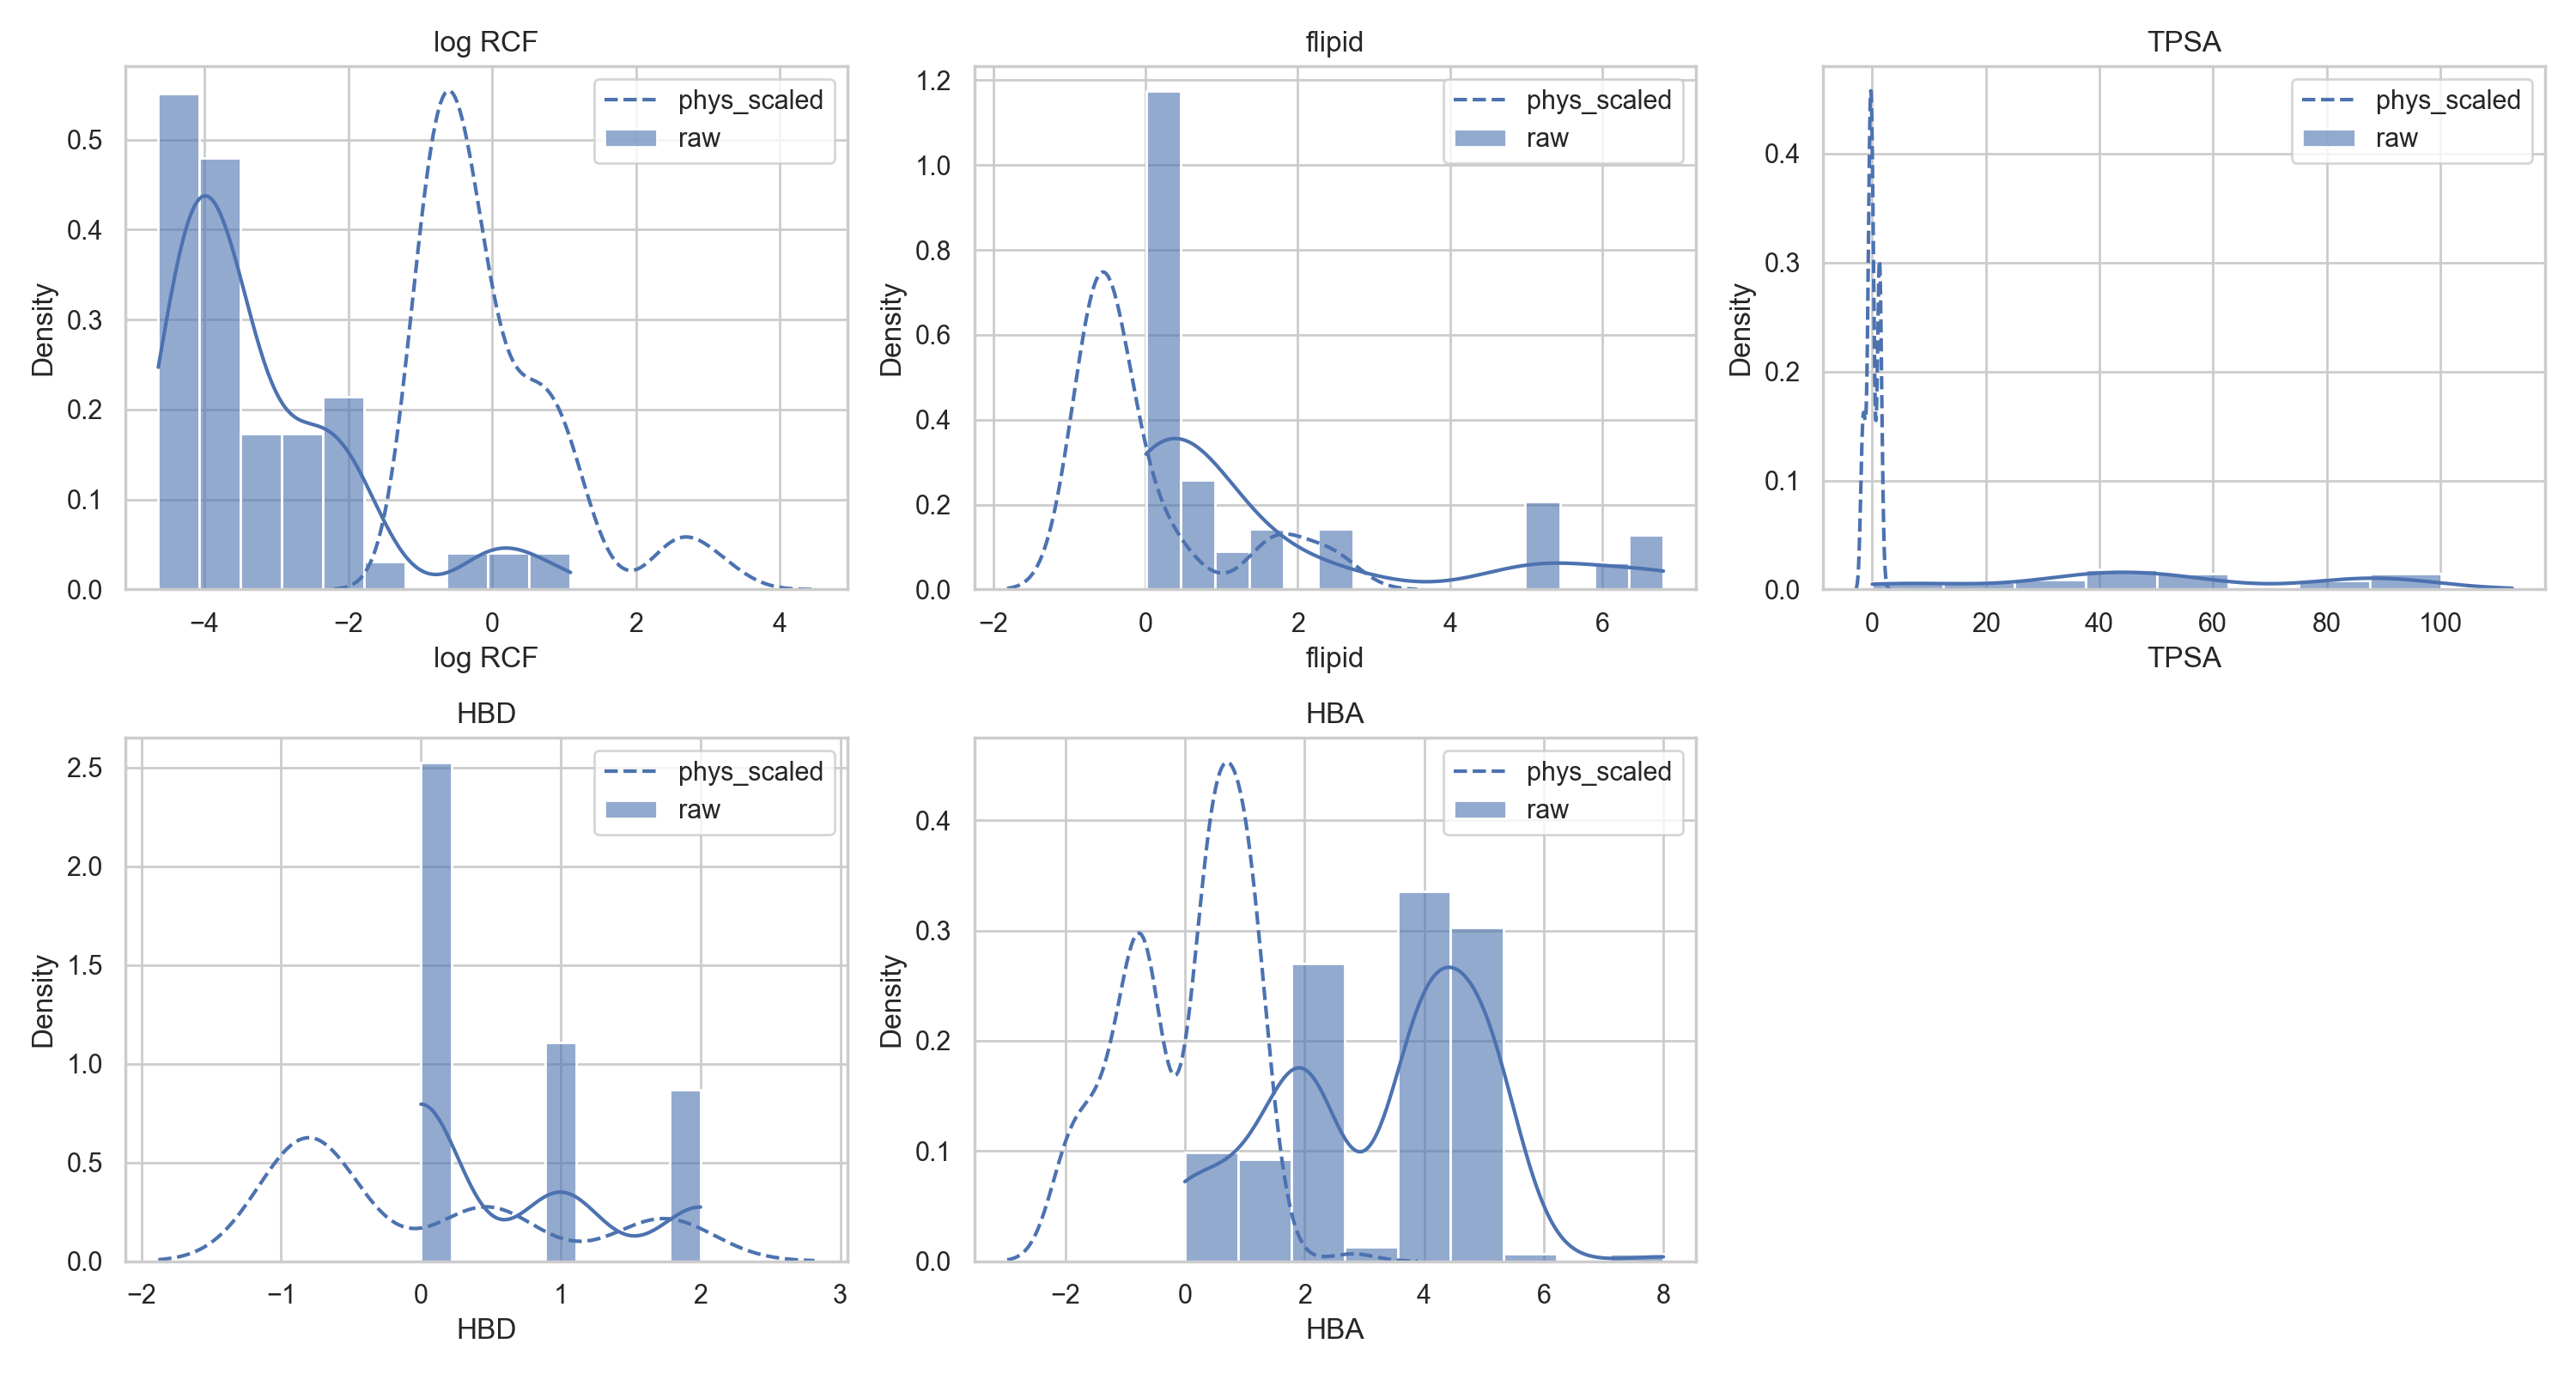 log RCF
phys_scaled
raw
Density
0.5
0.4
0.3
0.2
0.1
0.0
−4 −2 0 2 4
log RCF
flipid
phys_scaled
raw
Density
1.2
1.0
0.8
0.6
0.4
0.2
0.0
−2 0 2 4 6
flipid
TPSA
phys_scaled
raw
Density
0.4
0.3
0.2
0.1
0.0
0 20 40 60 80 100
TPSA
HBD
phys_scaled
raw
Density
2.5
2.0
1.5
1.0
0.5
0.0
−2 −1 0 1 2 3
HBD
HBA
phys_scaled
raw
Density
0.4
0.3
0.2
0.1
0.0
−2 0 2 4 6 8
HBA